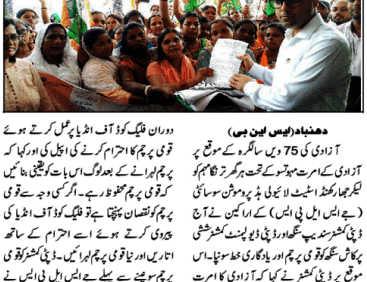 دھنباد (ایس این بی)
آزادی کی 75 ویں سالگرہ کے موقع پر
آزادی کے امرت مہوتسو کے تحت ہر گھر ترنگا مہم کو
لیکر جھارکھنڈ اسٹیٹ لائیولی ہڈ پروموشن سوسائٹی
(جے ایس ایل پی ایس) کے اراکین نے آج
ڈپٹی کمشنر سندیپ سنگھ اور ڈپٹی ڈیولپمنٹ کمشنر ششی
پرکاش سنگھ کو قومی پرچم اور یادگاری خط سونپا۔ اس
موقع پر ڈپٹی کمشنر نے کہا کہ آزادی کا امرت
دوران فلیگ کوڈ آف انڈیا پر عمل کرتے ہوئے
قومی پرچم کا احترام کرنے کی اپیل کی اور کہا کہ
پرچم لہرانے کے بعد لوگ اس بات کو یقینی بنائیں
کہ قومی پرچم محفوظ رہے۔ اگر کسی وجہ سے قومی
پرچم کو نقصان پہنچتا ہے تو فلیگ کوڈ آف انڈیا کی
پیروی کرتے ہوئے اسے احترام کے ساتھ
اتاریں اور نیا قومی پرچم لہرائیں۔ ڈپٹی کمشنر کو قومی
پرچم سونپنے سے پہلے جے ایس ایل پی ایس نے